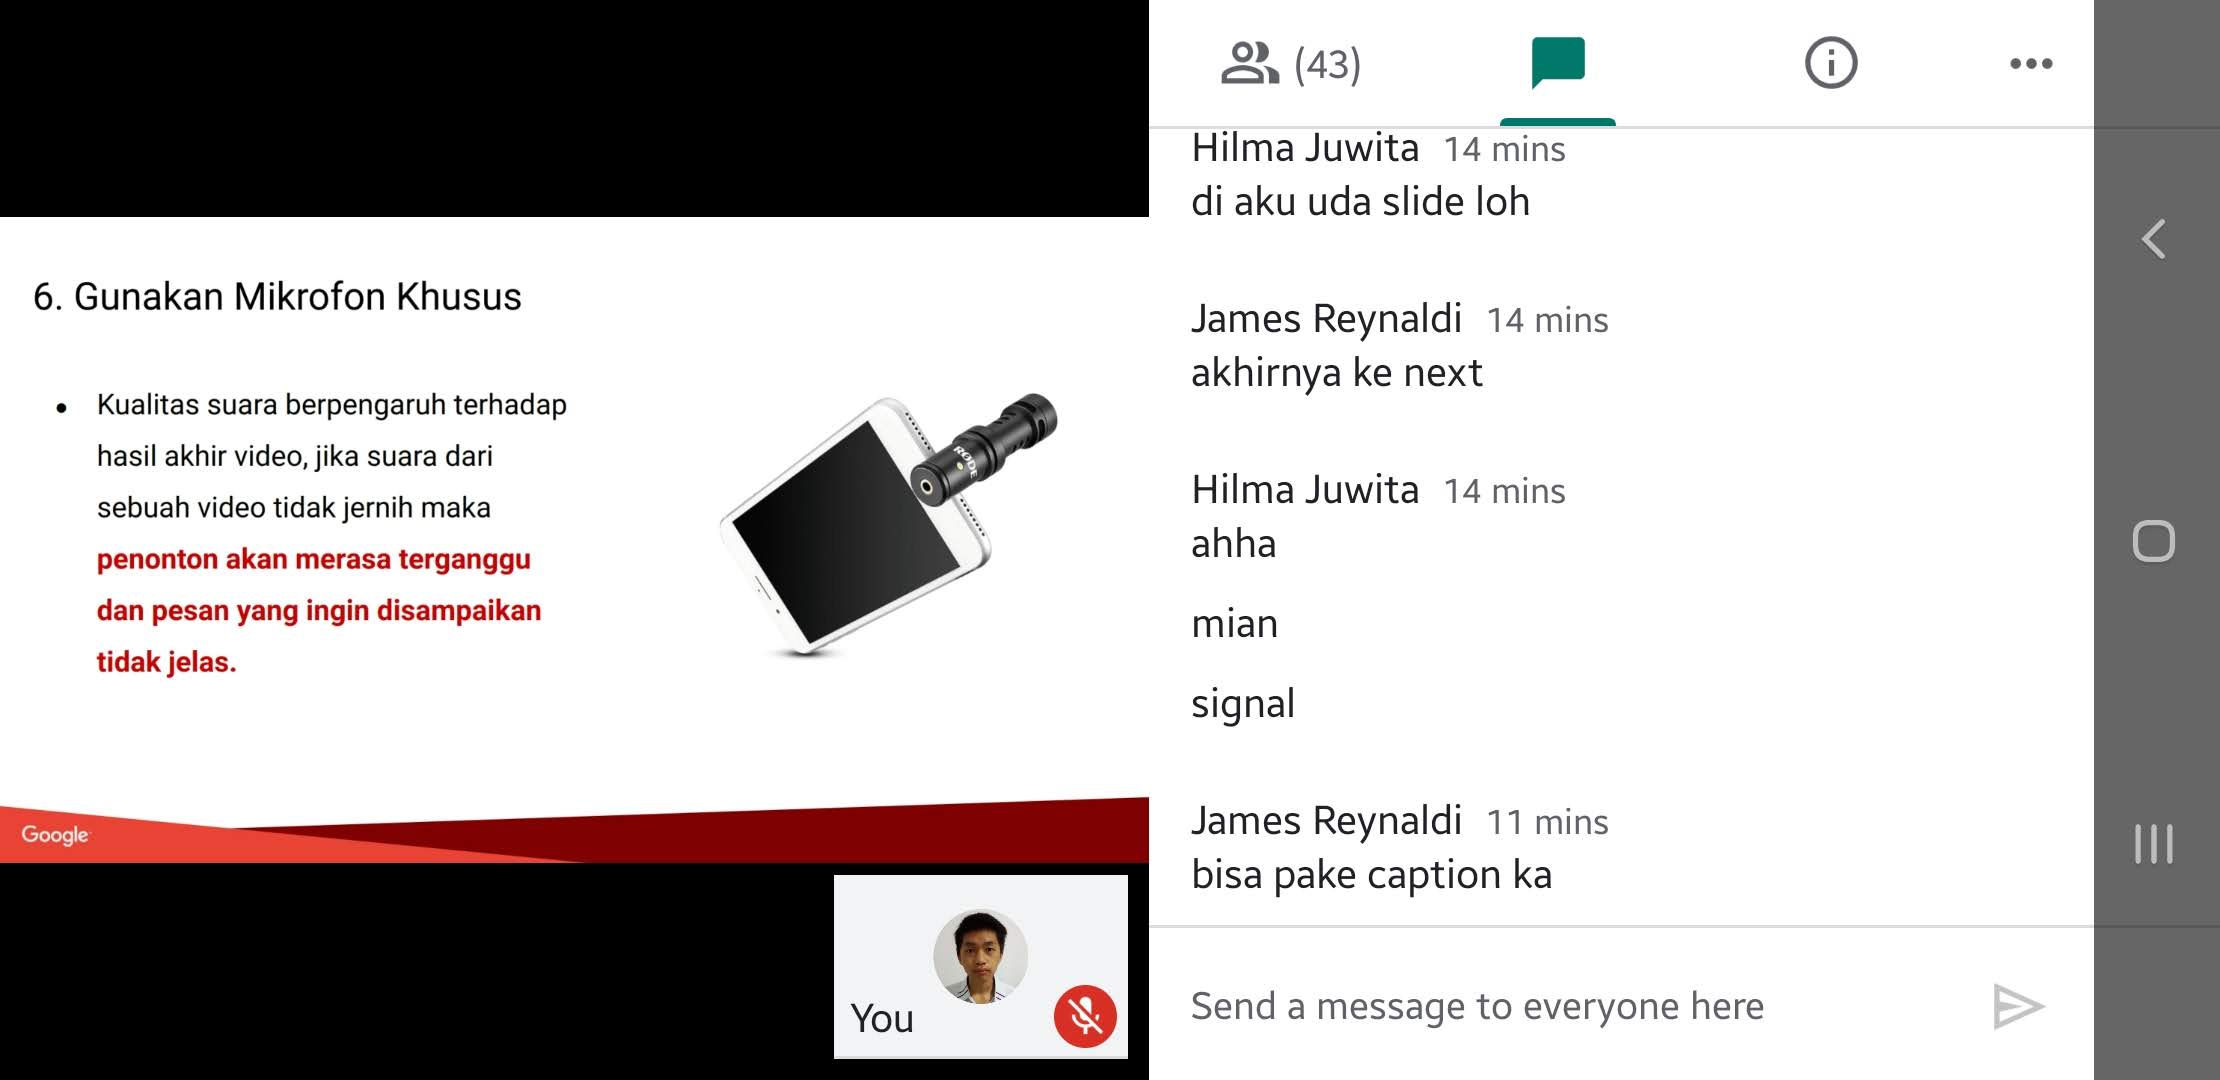 6. Gunakan Mikrofon Khusus
● Kualitas suara berpengaruh terhadap
hasil akhir video, jika suara dari
sebuah video tidak jernih maka
penonton akan merasa terganggu
dan pesan yang ingin disampaikan
tidak jelas.
RØDE
Google
You
(43)
Hilma Juwita 14 mins
di aku uda slide loh
James Reynaldi 14 mins
akhirnya ke next
Hilma Juwita 14 mins
ahha
mian
signal
James Reynaldi 11 mins
bisa pake caption ka
Send a message to everyone here